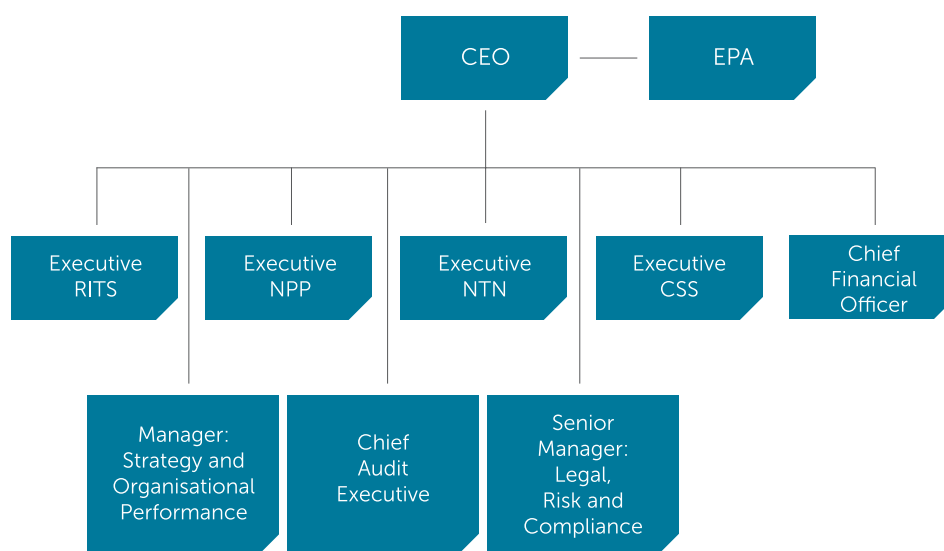 CEO
EPA
Executive
RITS
Executive
NPP
Executive
NTN
Executive
CSS
Chief
Financial
Officer
Manager:
Strategy and
Organisational
Performance
Chief
Audit
Executive
Senior
Manager:
Legal,
Risk and
Compliance